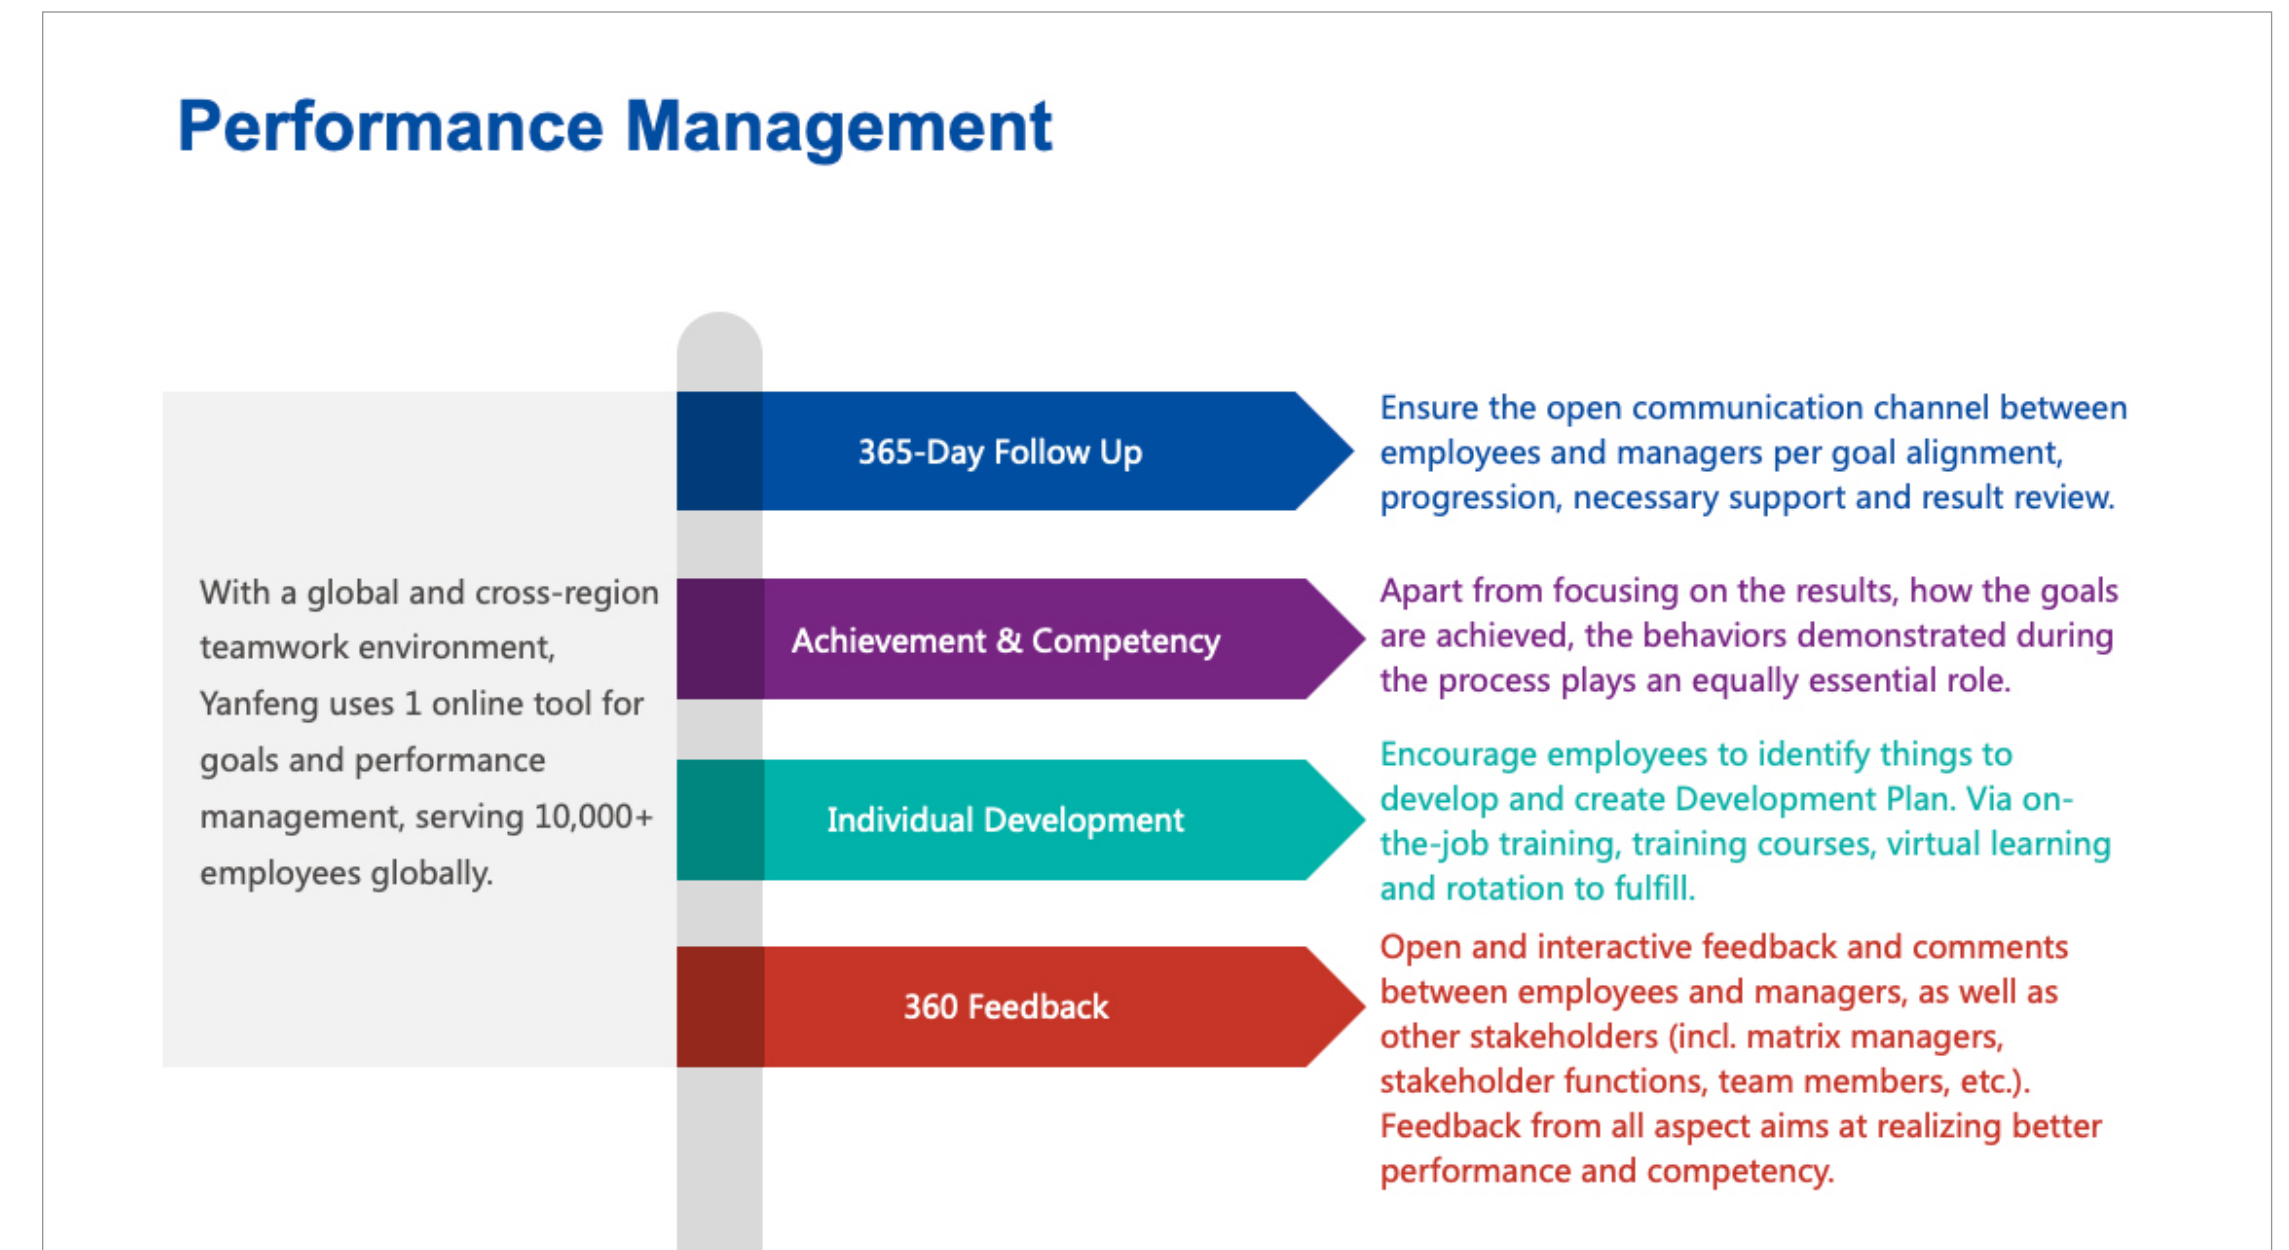 Performance Management
With a global and cross-region
teamwork environment,
Yanfeng uses 1 online tool for
goals and performance
management, serving 10,000+
employees globally.
365-Day Follow Up
Ensure the open communication channel between
employees and managers per goal alignment,
progression, necessary support and result review.
Achievement & Competency
Apart from focusing on the results, how the goals
are achieved, the behaviors demonstrated during
the process plays an equally essential role.
Individual Development
Encourage employees to identify things to
develop and create Development Plan. Via on-
the-job training, training courses, virtual learning
and rotation to fulfill.
360 Feedback
Open and interactive feedback and comments
between employees and managers, as well as
other stakeholders (incl. matrix managers,
stakeholder functions, team members, etc.).
Feedback from all aspect aims at realizing better
performance and competency.